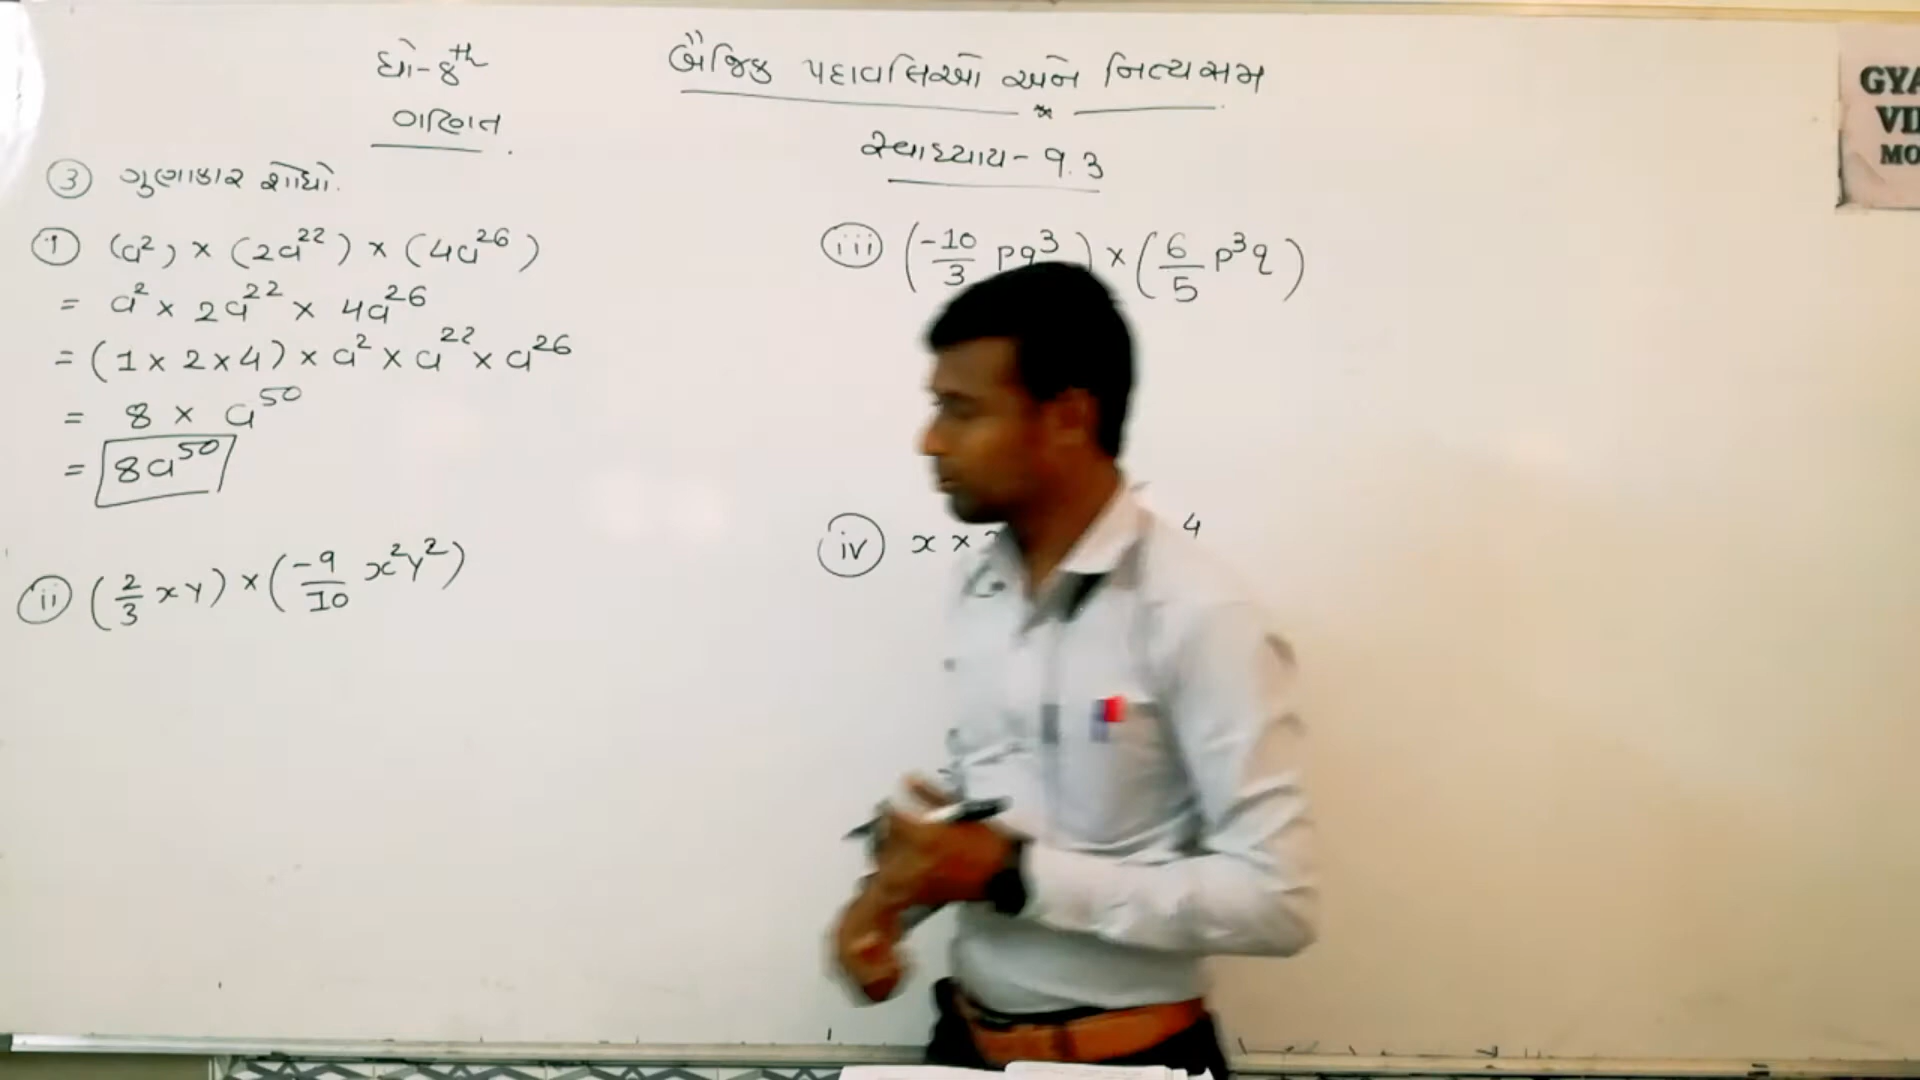 ધો-8th
ગણિત
બૈજિક પદાવલિઓ અને નિત્યસમ
સ્વાધ્યાય- 9.3
GYA
VI
MO
③ ગુણાકાર શોધો.
① (a²) × (2a²²) × (4a²⁶)
= a² × 2a²² × 4a²⁶
= (1 × 2 × 4) × a² × a²² × a²⁶
= 8 × a⁵⁰
= 8a⁵⁰
ii (2/3 xy) × (-9/10 x²y²)
iii (-10/3 pq³) × (6/5 p³q)
iv x × 4